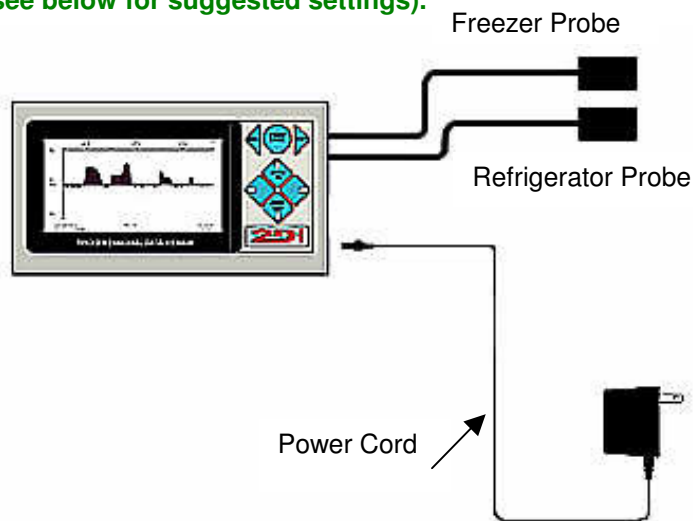 see below for suggested settings).
Freezer Probe
Refrigerator Probe
Power Cord